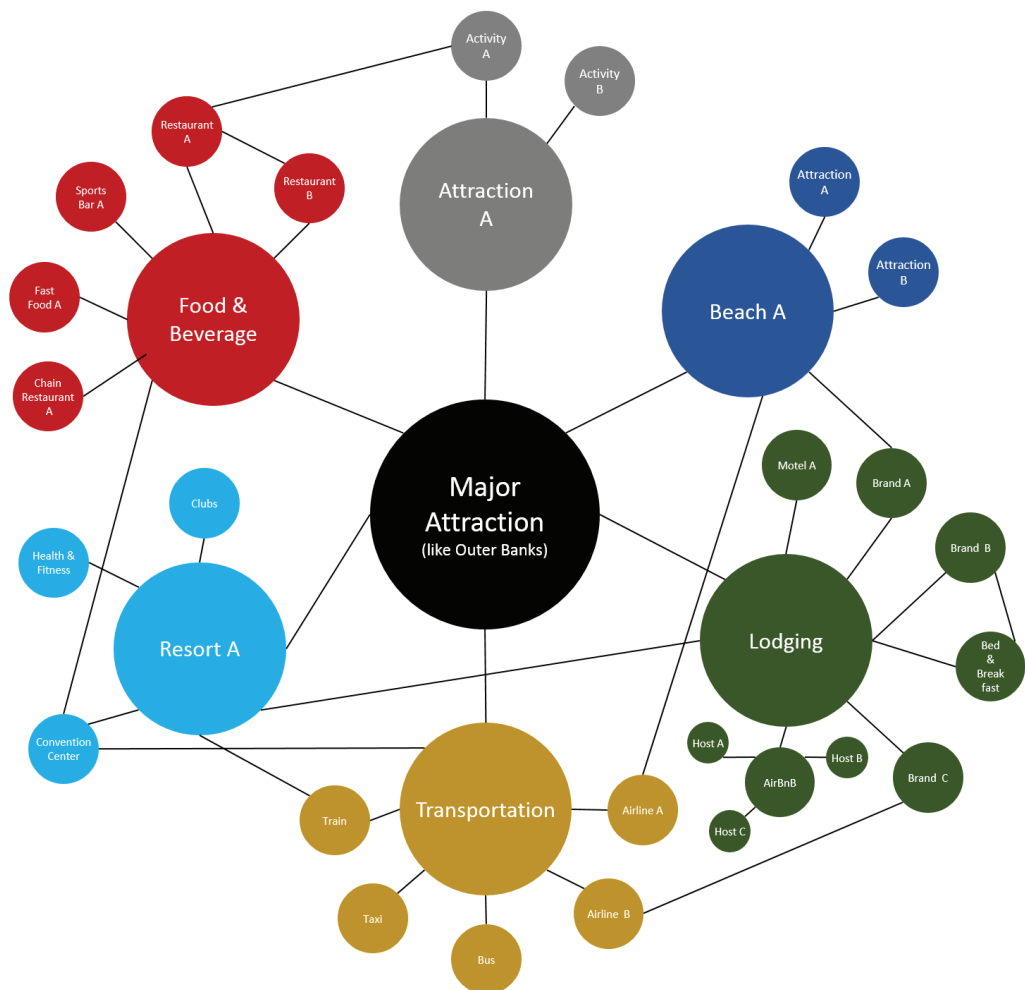 Activity
A
Activity
B
Restaurant
A
Restaurant
B
Sports
Bar A
Fast
Food A
Chain
Restaurant
A
Food &
Beverage
Attraction
A
Attraction
A
Attraction
B
Beach A
Major
Attraction
(like Outer Banks)
Clubs
Health &
Fitness
Resort A
Convention
Center
Motel A
Brand A
Brand B
Bed
&
Break
fast
Lodging
Host A
Host B
AirBnB
Host C
Brand C
Transportation
Train
Taxi
Bus
Airline A
Airline B